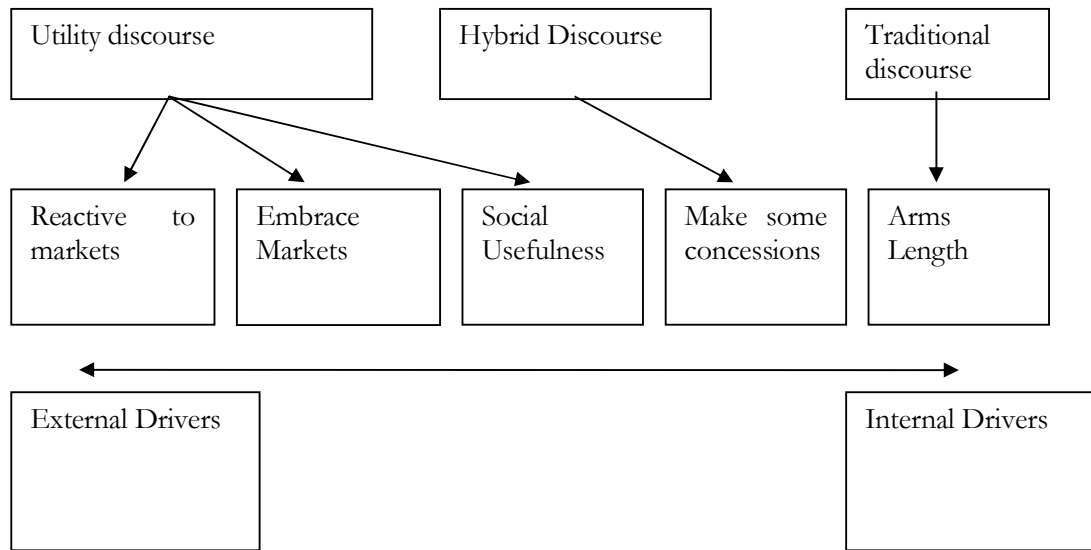 Utility discourse
Hybrid Discourse
Traditional
discourse
Reactive to
markets
Embrace
Markets
Social
Usefulness
Make some
concessions
Arms
Length
External Drivers
Internal Drivers